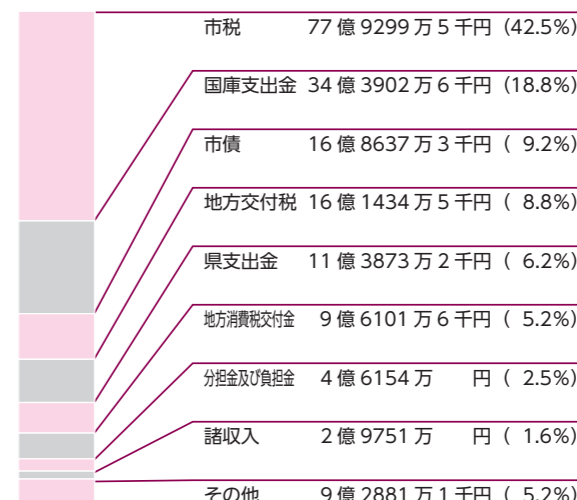 市税 77億9299万5千円 (42.5%)
国庫支出金 34億3902万6千円 (18.8%)
市債 16億8637万3千円 ( 9.2%)
地方交付税 16億1434万5千円 ( 8.8%)
県支出金 11億3873万2千円 ( 6.2%)
地方消費税交付金 9億6101万6千円 ( 5.2%)
分担金及び負担金 4億6154万 円 ( 2.5%)
諸収入 2億9751万 円 ( 1.6%)
その他 9億2881万1千円 ( 5.2%)